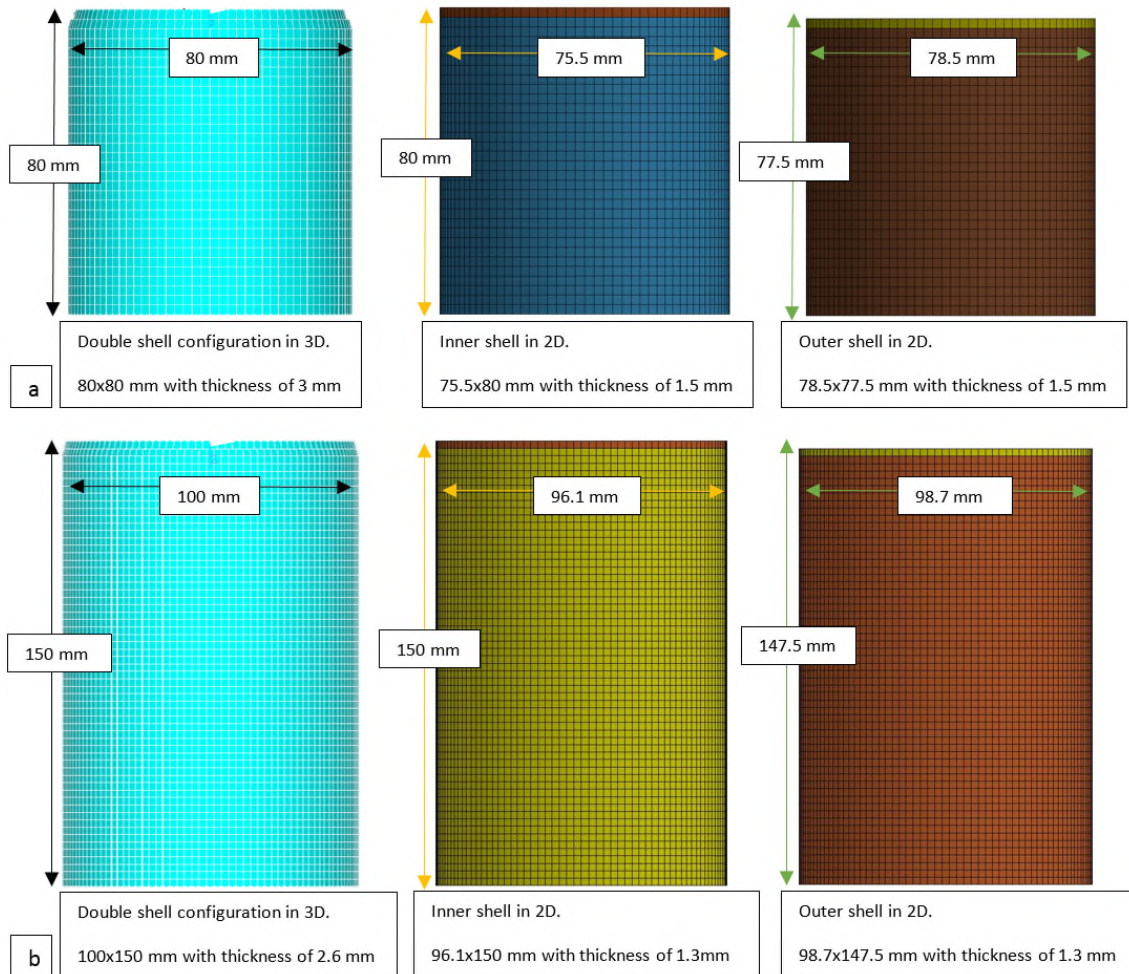 80 mm
75.5 mm
78.5 mm
80 mm
80 mm
77.5 mm
Double shell configuration in 3D.
80x80 mm with thickness of 3 mm
Inner shell in 2D.
75.5x80 mm with thickness of 1.5 mm
Outer shell in 2D.
78.5x77.5 mm with thickness of 1.5 mm
a
100 mm
96.1 mm
98.7 mm
150 mm
150 mm
147.5 mm
Double shell configuration in 3D.
100x150 mm with thickness of 2.6 mm
Inner shell in 2D.
96.1x150 mm with thickness of 1.3mm
Outer shell in 2D.
98.7x147.5 mm with thickness of 1.3 mm
b